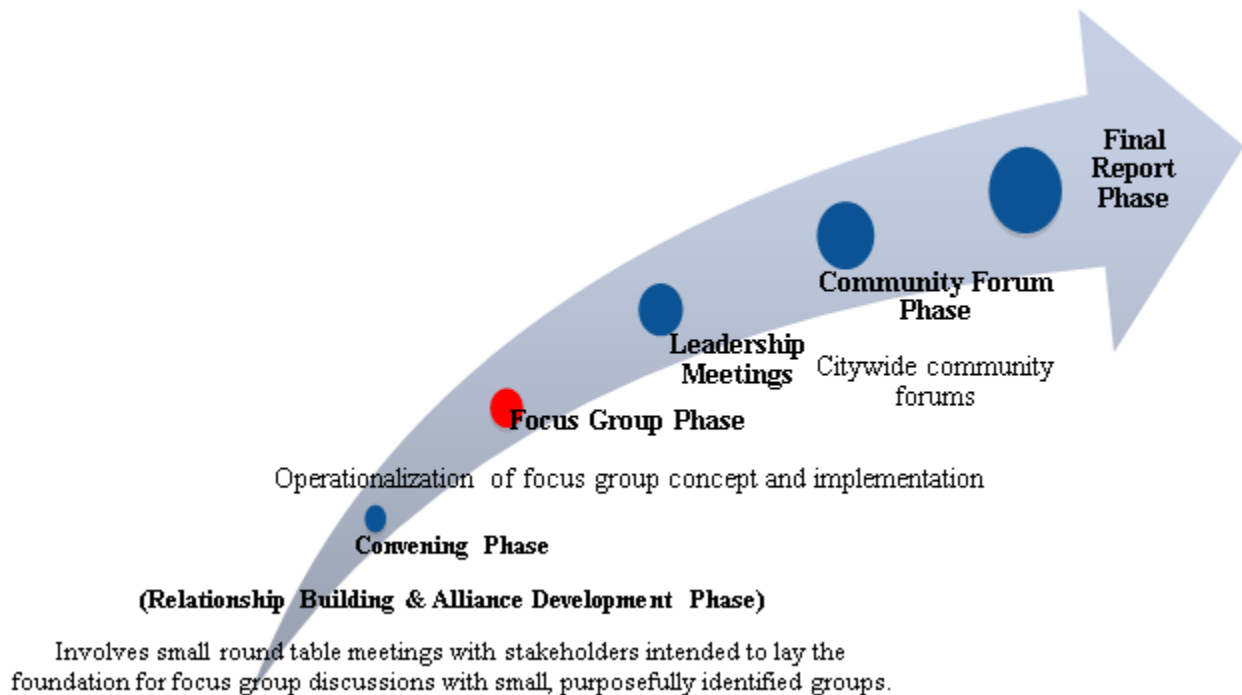 Final
Report
Phase
Community Forum
Phase
Citywide community
forums
Leadership
Meetings
Focus Group Phase
Operationalization of focus group concept and implementation
Convening Phase
(Relationship Building & Alliance Development Phase)
Involves small round table meetings with stakeholders intended to lay the
foundation for focus group discussions with small, purposefully identified groups.